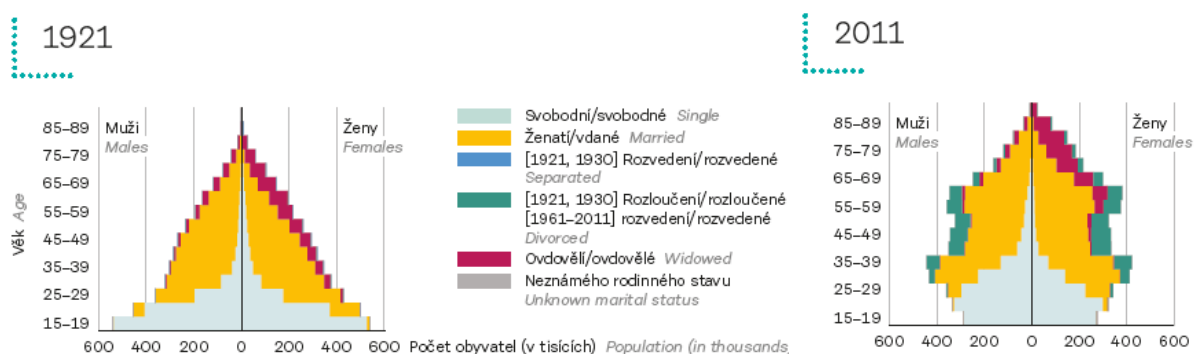 1921
Muži
Males
Ženy
Females
Věk Age
85–89
75–79
65–69
55–59
45–49
35–39
25–29
15–19
600 400 200 0 200 400 600
Počet obyvatel (v tisících) Population (in thousands)
Svobodní/svobodné Single
Ženatí/vdané Married
[1921, 1930] Rozvedení/rozvedené
Separated
[1921, 1930] Rozloučení/rozloučené
[1961–2011] rozvedení/rozvedené
Divorced
Ovdovělí/ovdovělé Widowed
Neznámého rodinného stavu
Unknown marital status
2011
Muži
Males
Ženy
Females
85–89
75–79
65–69
55–59
45–49
35–39
25–29
15–19
600 400 200 0 200 400 600